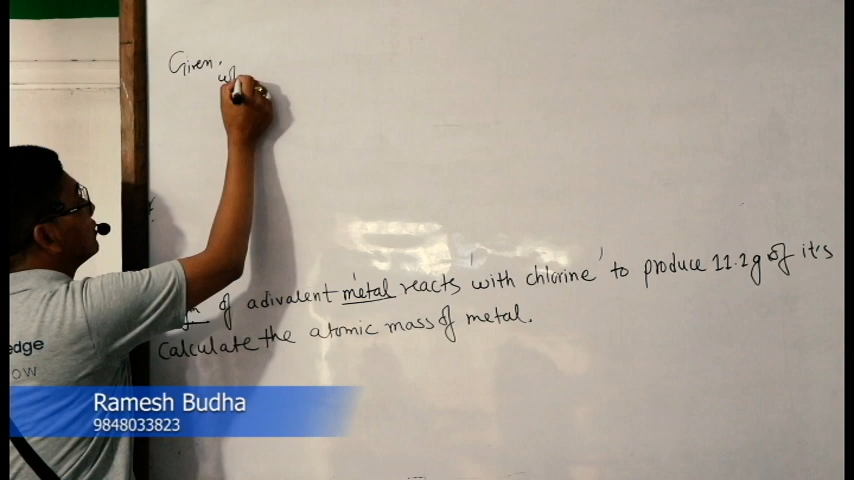 Given,
of adivalent metal reacts with chlorine to produce 11.2g of it's
Calculate the atomic mass of metal.
edge
OW
Ramesh Budha
9848033823